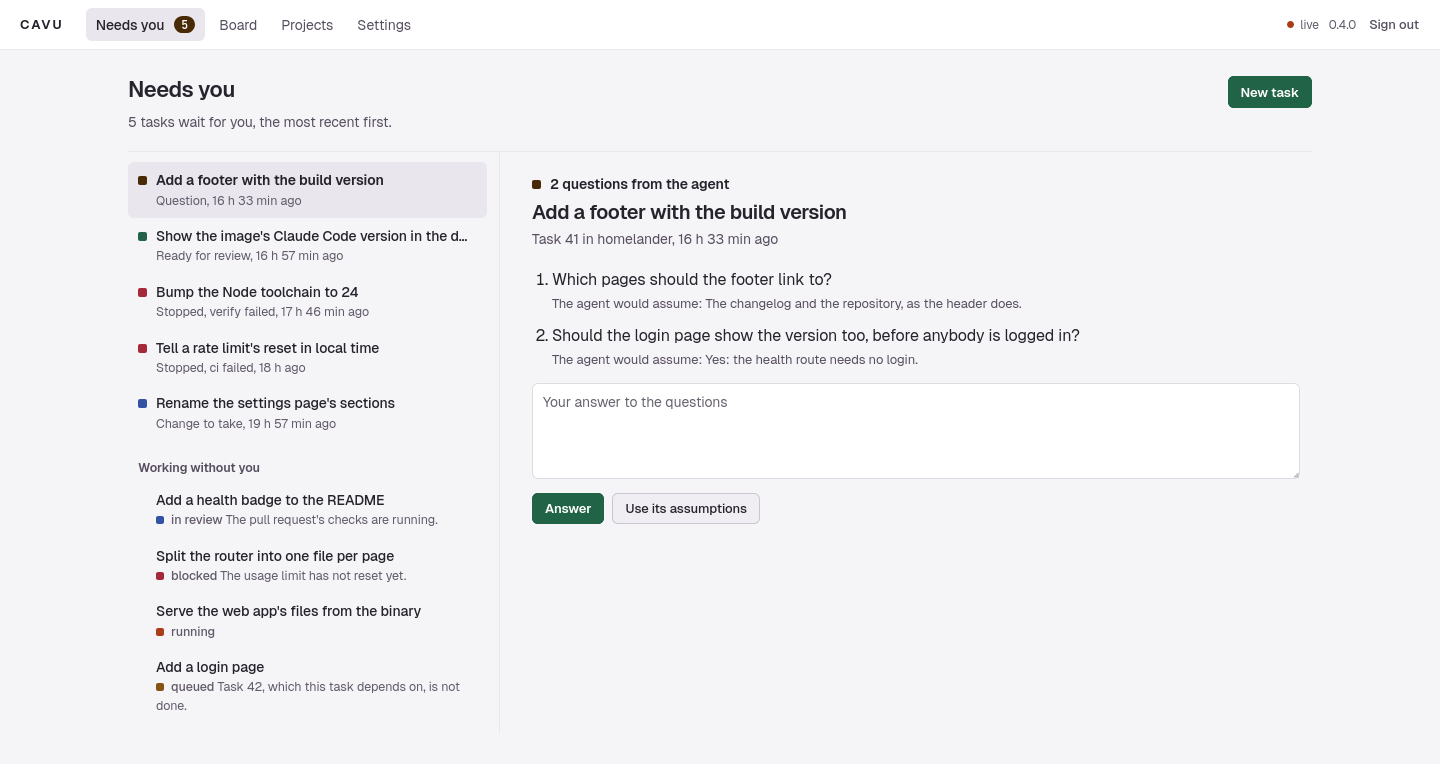 CAVU
Needs you 5
Board
Projects
Settings
live
0.4.0
Sign out
Needs you
New task
5 tasks wait for you, the most recent first.
Add a footer with the build version
Question, 16 h 33 min ago
Show the image's Claude Code version in the d...
Ready for review, 16 h 57 min ago
Bump the Node toolchain to 24
Stopped, verify failed, 17 h 46 min ago
Tell a rate limit's reset in local time
Stopped, ci failed, 18 h ago
Rename the settings page's sections
Change to take, 19 h 57 min ago
Working without you
Add a health badge to the README
in review The pull request's checks are running.
Split the router into one file per page
blocked The usage limit has not reset yet.
Serve the web app's files from the binary
running
Add a login page
queued Task 42, which this task depends on, is not
done.
2 questions from the agent
Add a footer with the build version
Task 41 in homelander, 16 h 33 min ago
1. Which pages should the footer link to?
The agent would assume: The changelog and the repository, as the header does.
2. Should the login page show the version too, before anybody is logged in?
The agent would assume: Yes: the health route needs no login.
Your answer to the questions
Answer
Use its assumptions